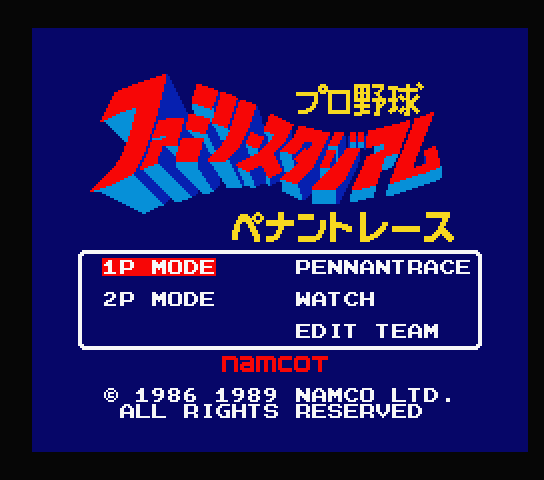 プロ野球
ファミリースタジアム
ペナントレース
1P MODE PENNANTRACE
2P MODE WATCH
EDIT TEAM
namcoT
© 1986 1989 NAMCO LTD.
ALL RIGHTS RESERVED